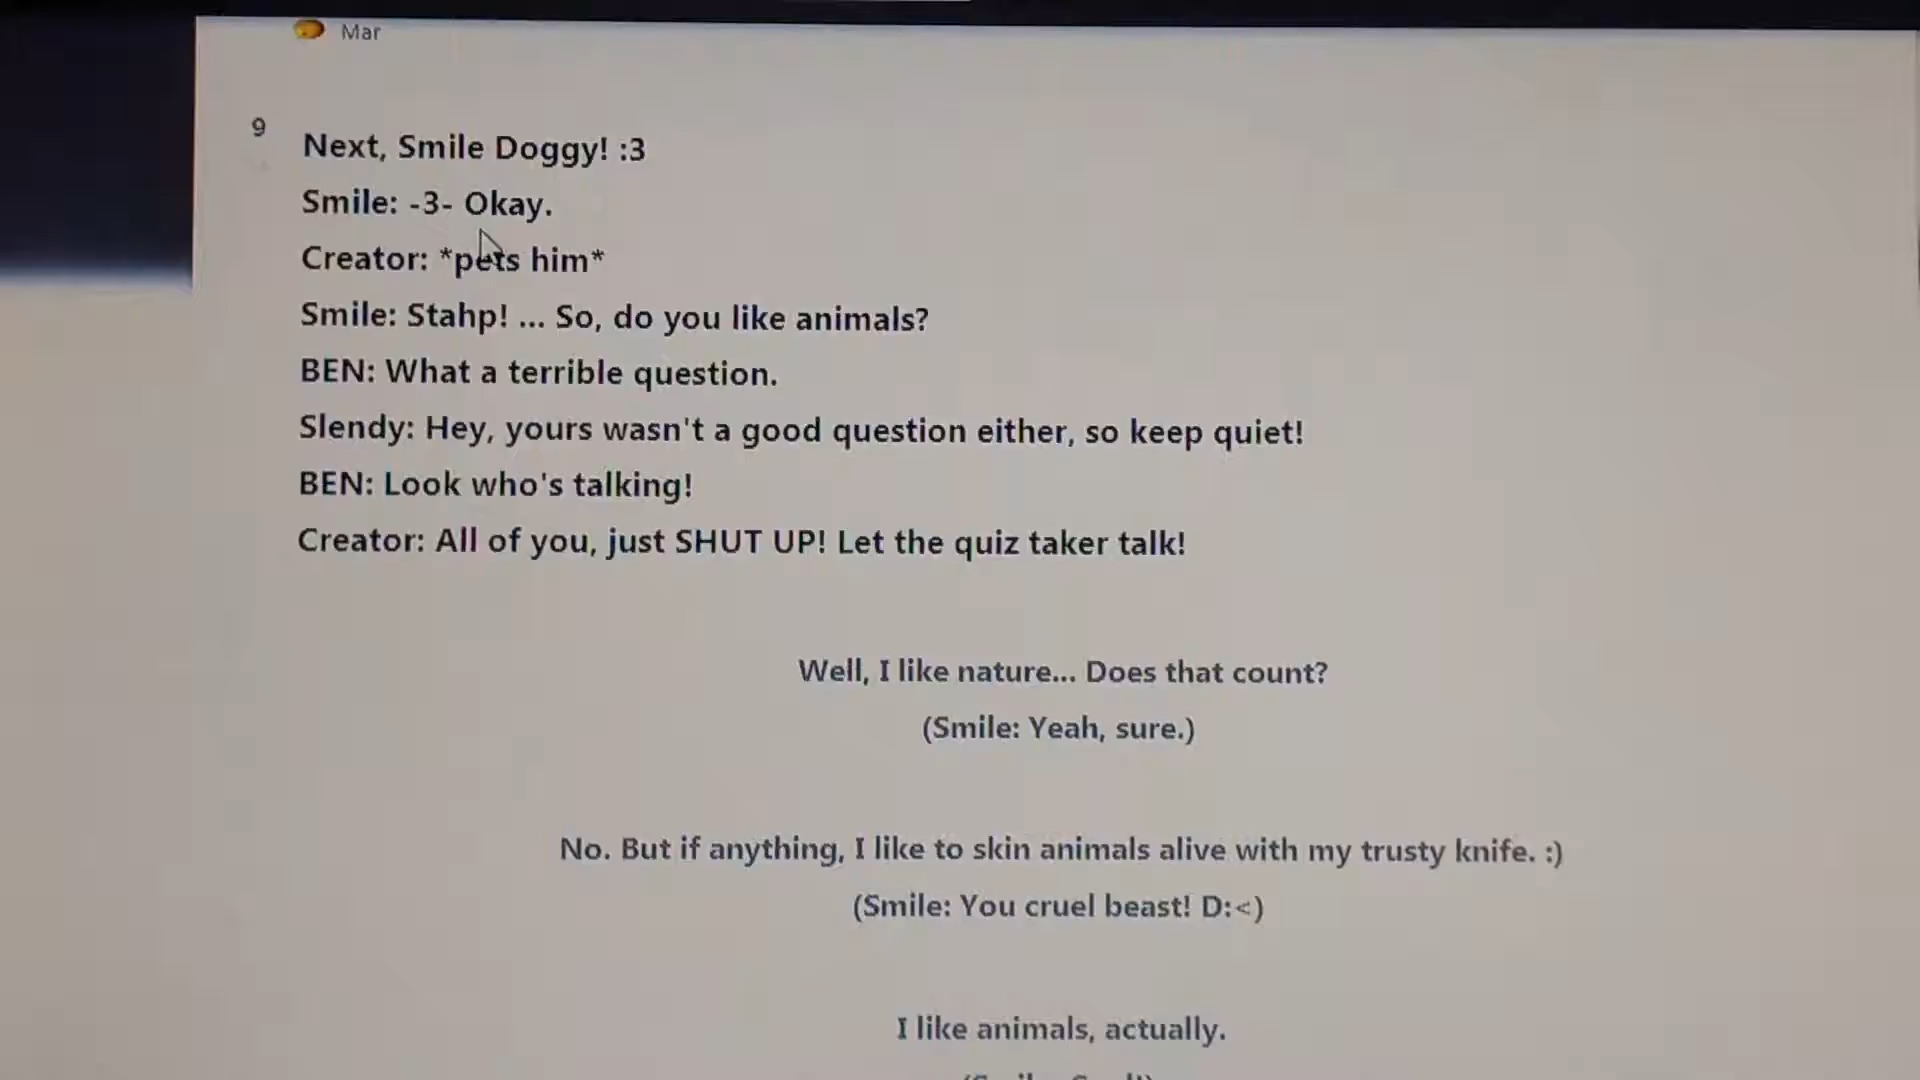 Mar
9
Next, Smile Doggy! :3
Smile: -3- Okay.
Creator: *pets him*
Smile: Stahp! ... So, do you like animals?
BEN: What a terrible question.
Slendy: Hey, yours wasn't a good question either, so keep quiet!
BEN: Look who's talking!
Creator: All of you, just SHUT UP! Let the quiz taker talk!
Well, I like nature... Does that count?
(Smile: Yeah, sure.)
No. But if anything, I like to skin animals alive with my trusty knife. :)
(Smile: You cruel beast! D:<)
I like animals, actually.